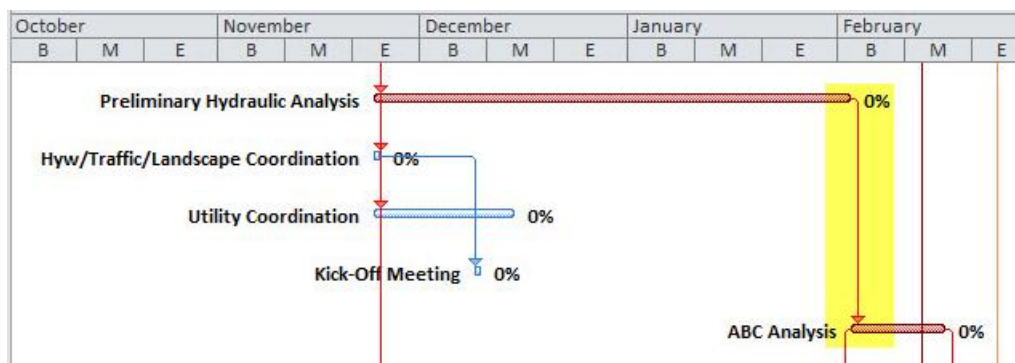 October November December January February
B M E B M E B M E B M E B M E
Preliminary Hydraulic Analysis 0%
Hyw/Traffic/Landscape Coordination 0%
Utility Coordination 0%
Kick-Off Meeting 0%
ABC Analysis 0%